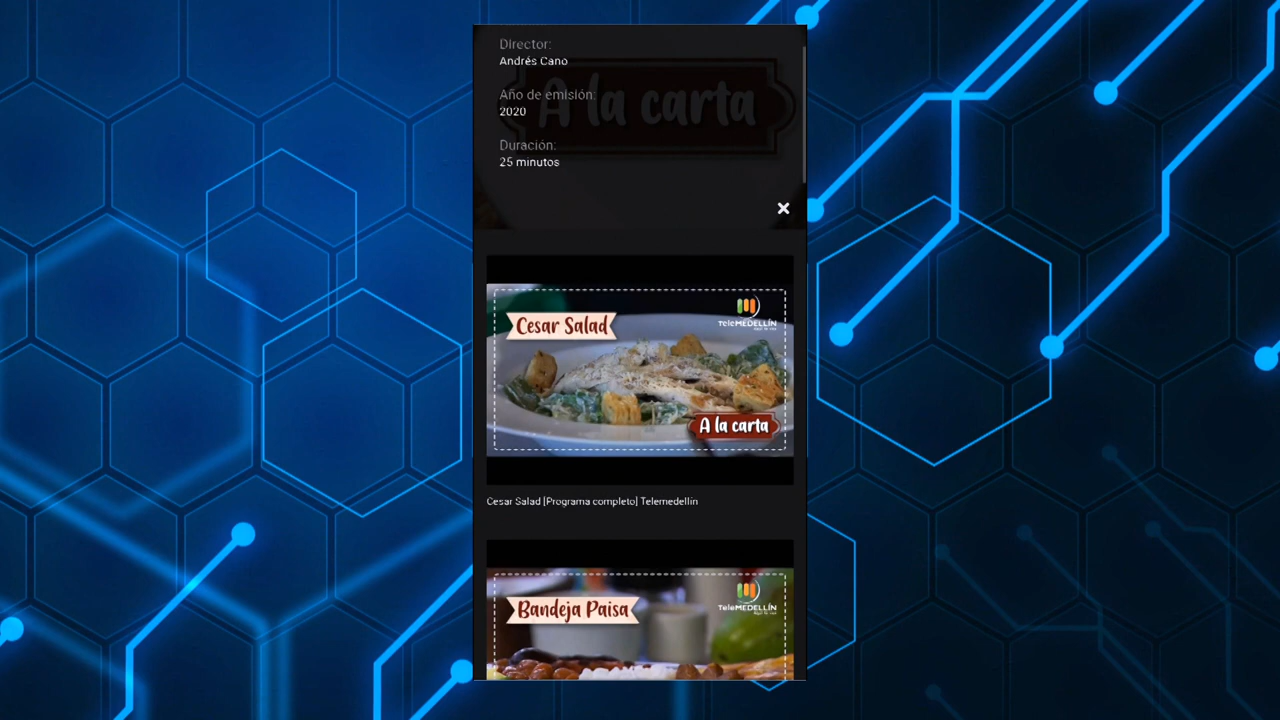 Director:
Andrés Cano
A la carta
Año de emisión:
2020
Duración:
25 minutos
Cesar Salad
TeleMEDELLÍN
A la carta
Cesar Salad |Programa completo| Telemedellín
Bandeja Paisa
TeleMEDELLÍN